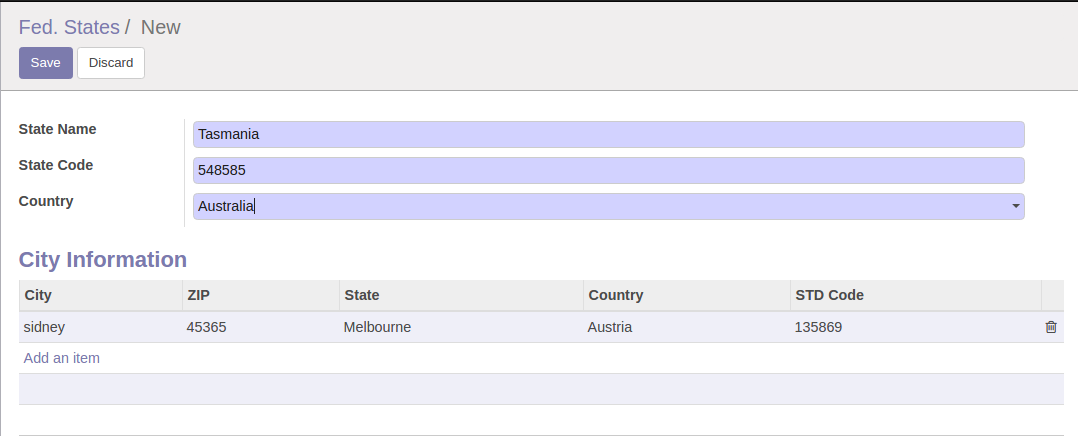 Fed. States / New
Save Discard
State Name Tasmania
State Code 548585
Country Australia
City Information
City ZIP State Country STD Code
sidney 45365 Melbourne Austria 135869
Add an item